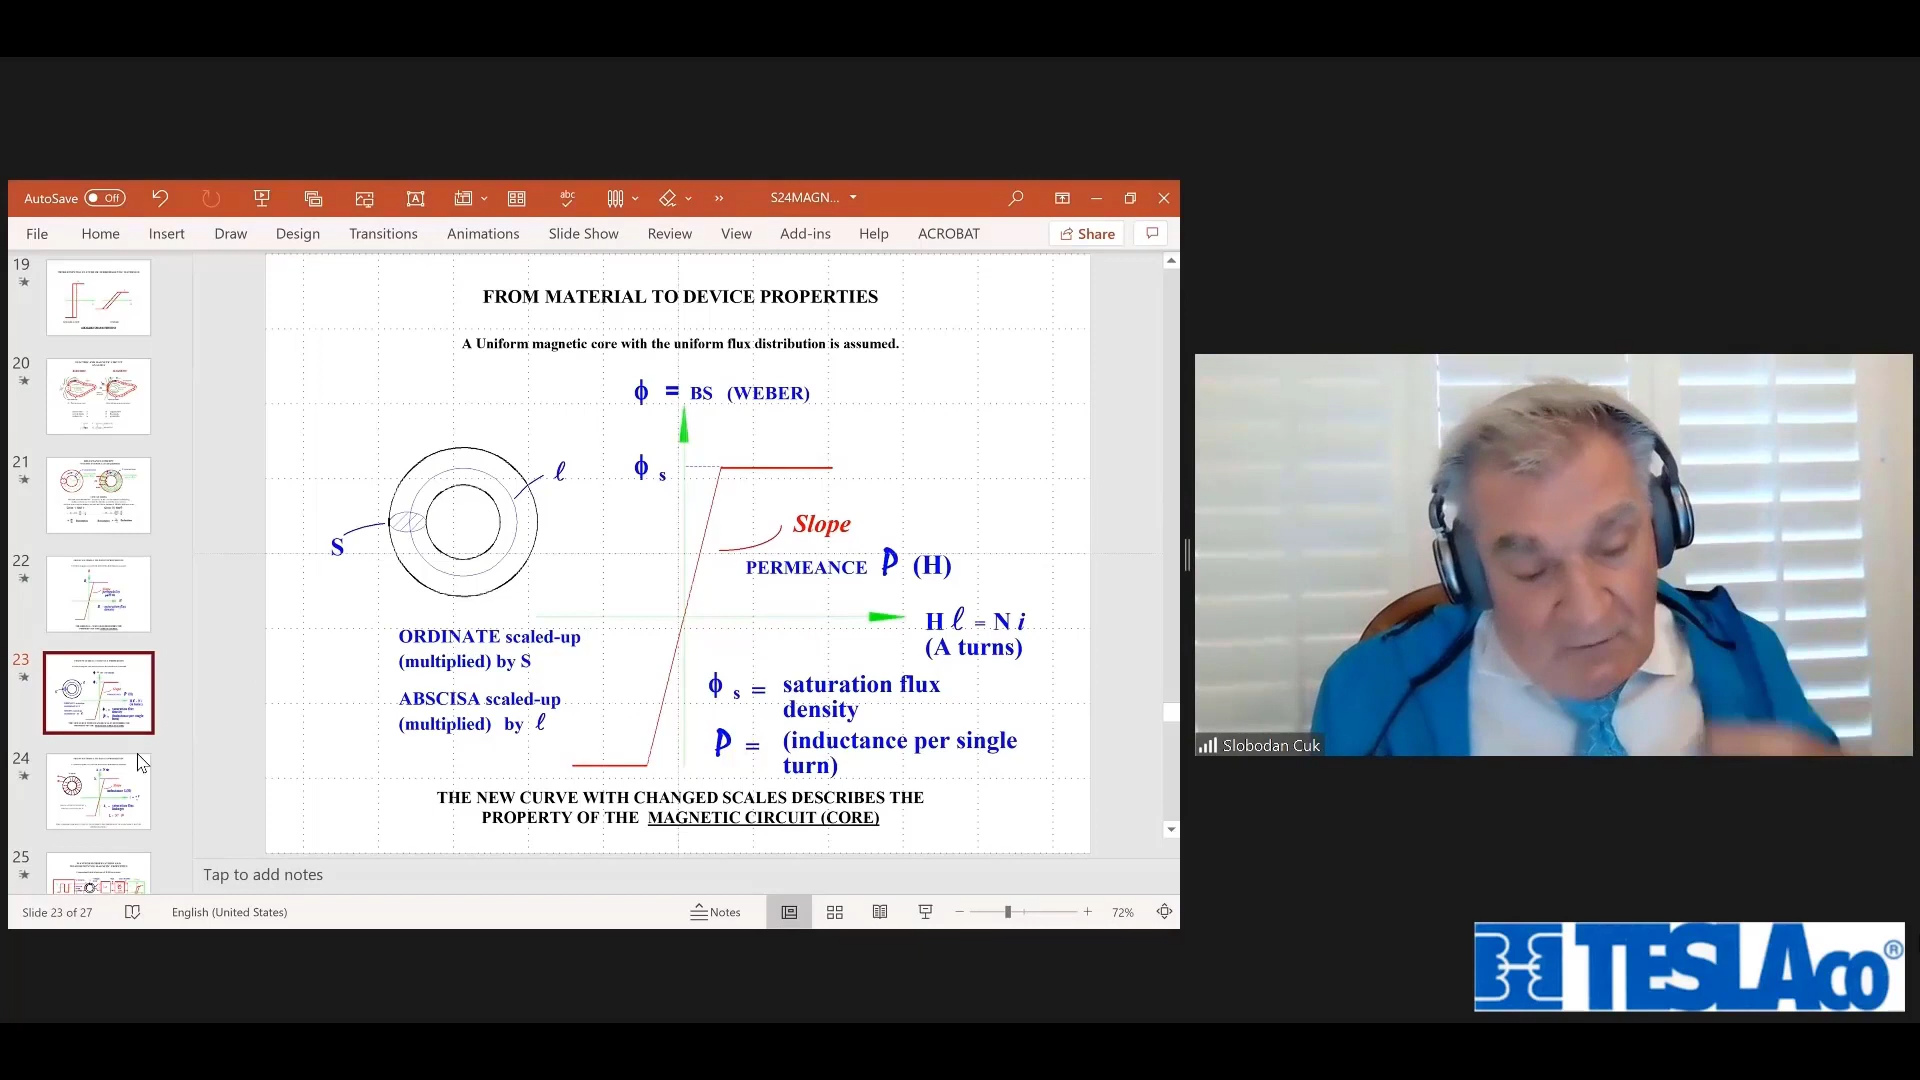 AutoSave Off
abc
S24MAGN...
File Home Insert Draw Design Transitions Animations Slide Show Review View Add-ins Help ACROBAT Share
19
20
21
22
23
24
25
FROM MATERIAL TO DEVICE PROPERTIES
A Uniform magnetic core with the uniform flux distribution is assumed.
ϕ = BS (WEBER)
ϕ s
ℓ
S
Slope
PERMEANCE P (H)
H ℓ = N i
(A turns)
ORDINATE scaled-up
(multiplied) by S
ABSCISA scaled-up
(multiplied) by ℓ
ϕ s = saturation flux
density
P = (inductance per single
turn)
THE NEW CURVE WITH CHANGED SCALES DESCRIBES THE
PROPERTY OF THE MAGNETIC CIRCUIT (CORE)
Tap to add notes
Slide 23 of 27 English (United States) Notes 72%
Slobodan Cuk
TESLAco®